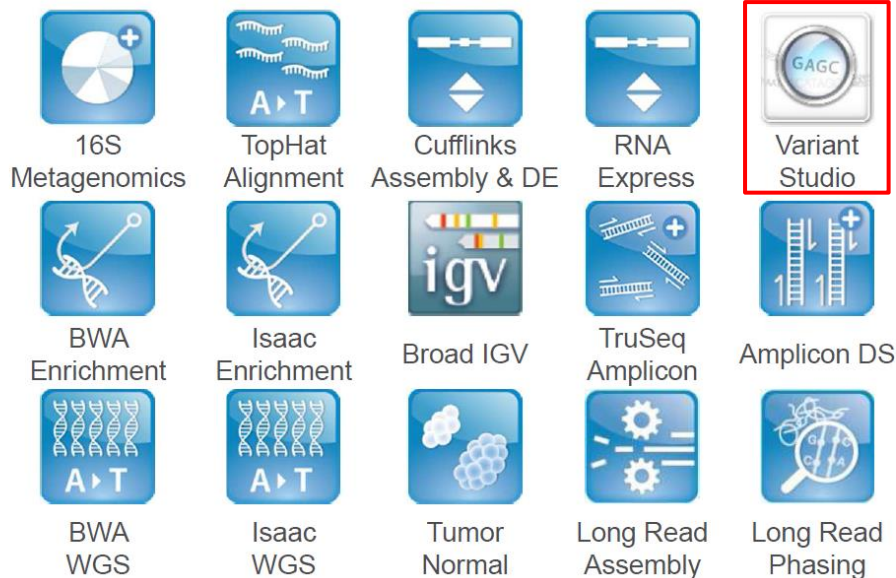 GAGC
16S
Metagenomics
TopHat
Alignment
A▸T
Cufflinks
Assembly & DE
RNA
Express
Variant
Studio
igv
BWA
Enrichment
Isaac
Enrichment
Broad IGV
TruSeq
Amplicon
Amplicon DS
A▸T
A▸T
BWA
WGS
Isaac
WGS
Tumor
Normal
Long Read
Assembly
Long Read
Phasing